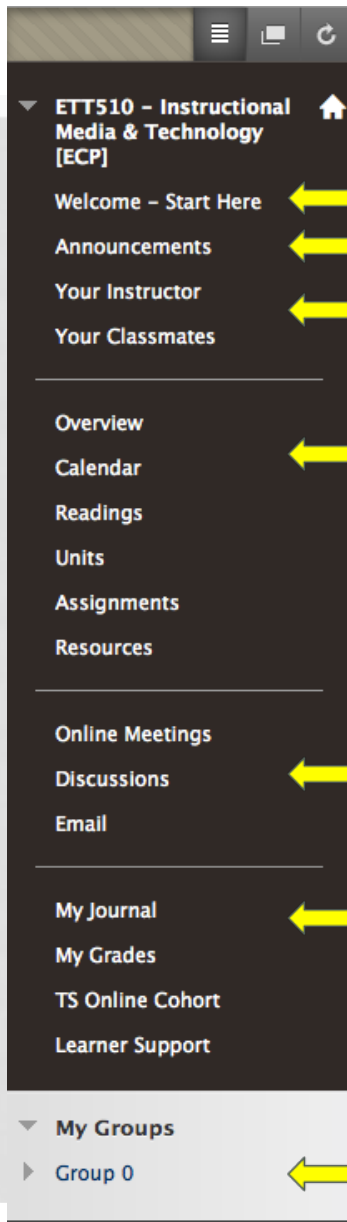 ETT510 – Instructional
Media & Technology
[ECP]
Welcome – Start Here
Announcements
Your Instructor
Your Classmates
Overview
Calendar
Readings
Units
Assignments
Resources
Online Meetings
Discussions
Email
My Journal
My Grades
TS Online Cohort
Learner Support
My Groups
Group 0